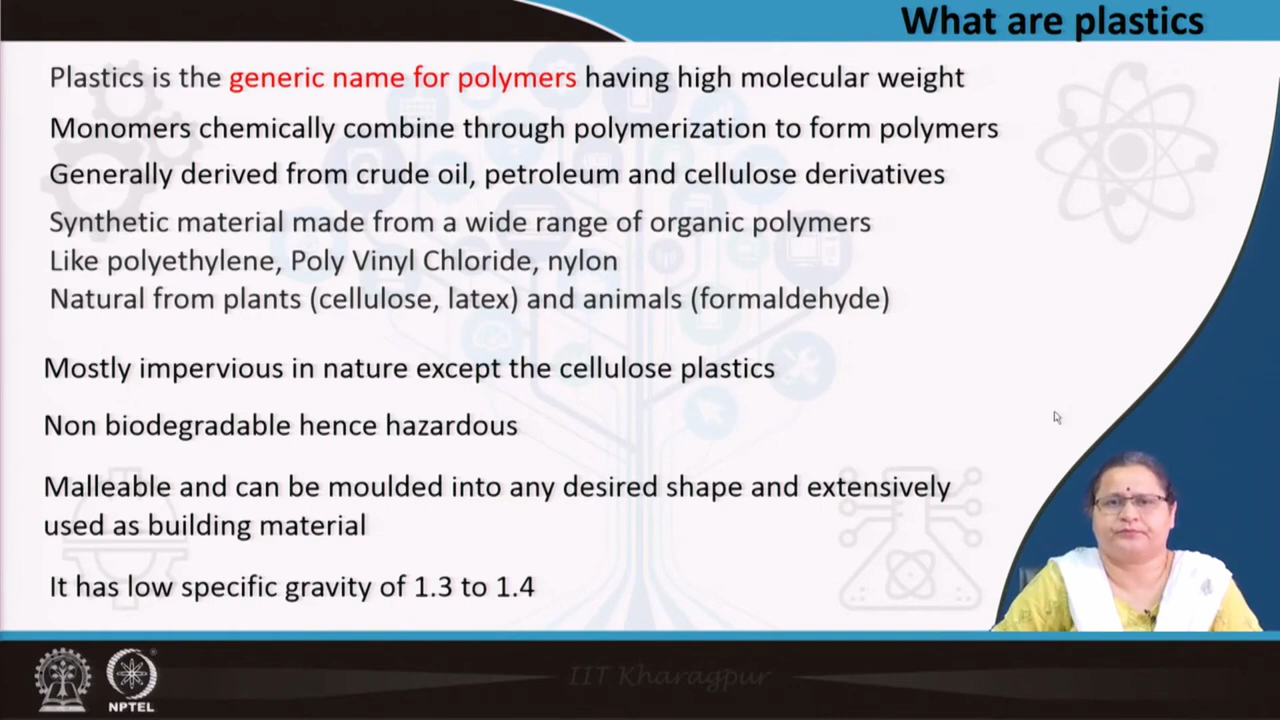 What are plastics
Plastics is the generic name for polymers having high molecular weight
Monomers chemically combine through polymerization to form polymers
Generally derived from crude oil, petroleum and cellulose derivatives
Synthetic material made from a wide range of organic polymers
Like polyethylene, Poly Vinyl Chloride, nylon
Natural from plants (cellulose, latex) and animals (formaldehyde)
Mostly impervious in nature except the cellulose plastics
Non biodegradable hence hazardous
Malleable and can be moulded into any desired shape and extensively
used as building material
It has low specific gravity of 1.3 to 1.4
NPTEL
IIT Kharagpur